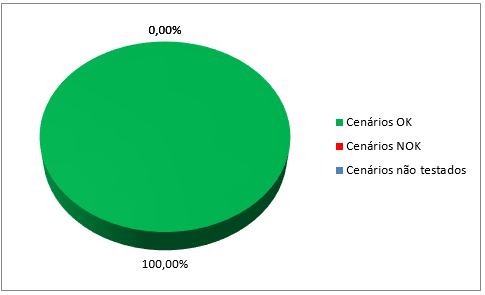 0,00%
Cenários OK
Cenários NOK
Cenários não testados
100,00%